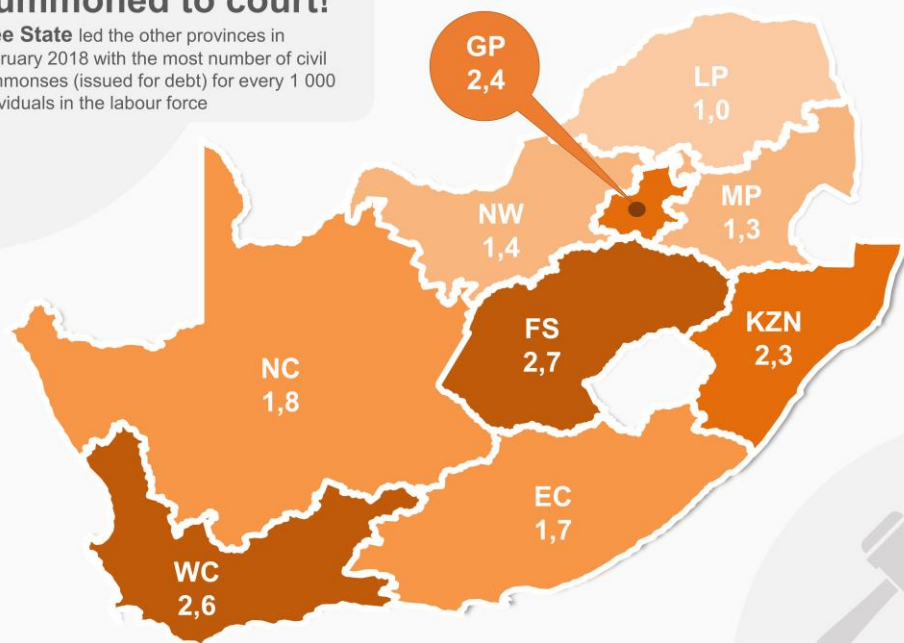 ummoned to court!
ee State led the other provinces in
ruary 2018 with the most number of civil
mmonses (issued for debt) for every 1 000
viduals in the labour force
GP
2,4
LP
1,0
MP
1,3
NW
1,4
FS
2,7
KZN
2,3
NC
1,8
EC
1,7
WC
2,6